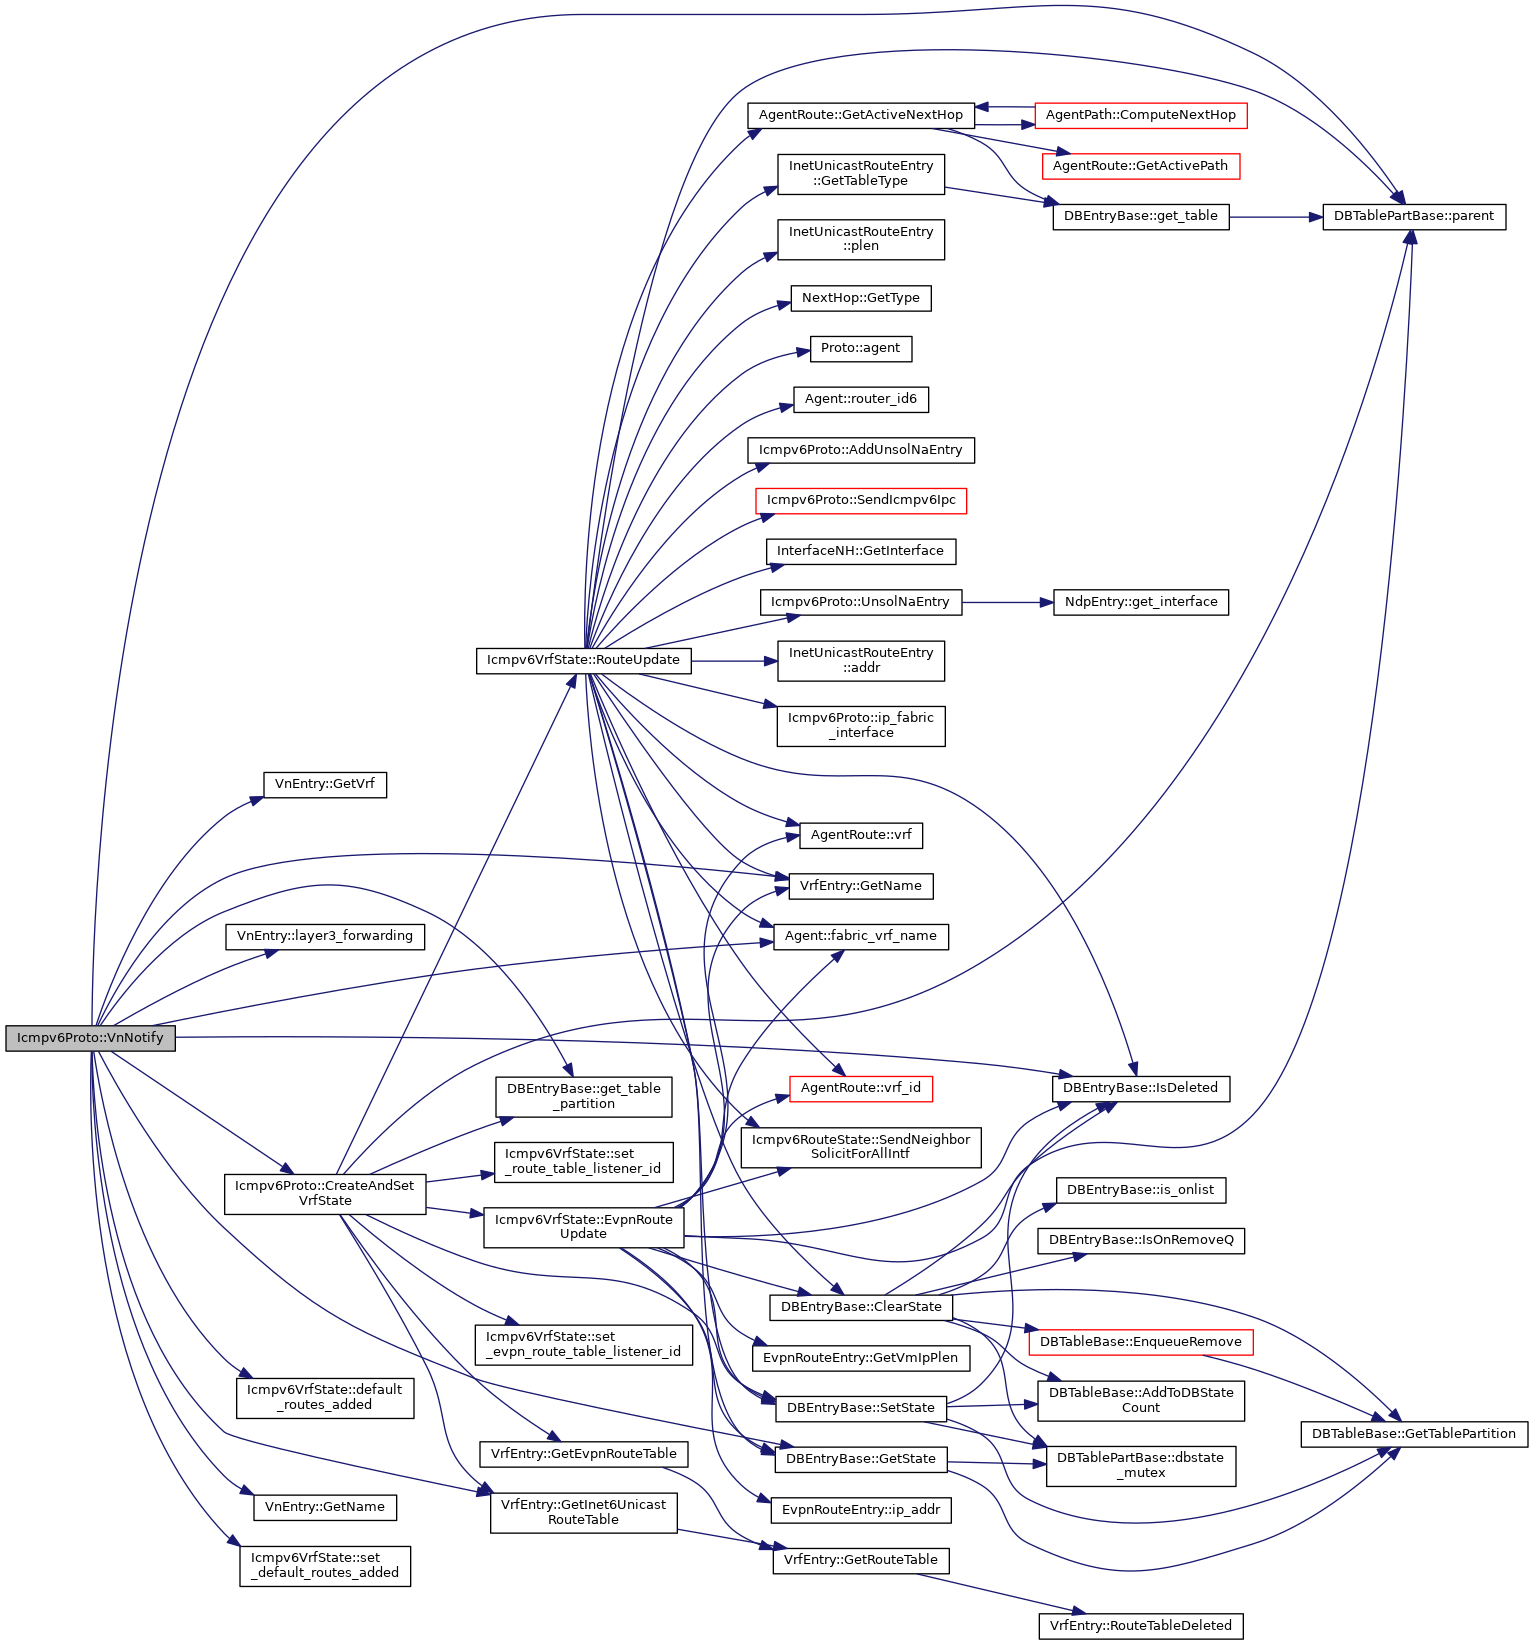 AgentRoute::GetActiveNextHop
AgentPath::ComputeNextHop
AgentRoute::GetActivePath
InetUnicastRouteEntry
::GetTableType
DBEntryBase::get_table
DBTablePartBase::parent
InetUnicastRouteEntry
::plen
NextHop::GetType
Proto::agent
Agent::router_id6
Icmpv6Proto::AddUnsolNaEntry
Icmpv6Proto::SendIcmpv6Ipc
InterfaceNH::GetInterface
Icmpv6Proto::UnsolNaEntry
NdpEntry::get_interface
Icmpv6VrfState::RouteUpdate
InetUnicastRouteEntry
::addr
Icmpv6Proto::ip_fabric
_interface
VnEntry::GetVrf
AgentRoute::vrf
VrfEntry::GetName
VnEntry::layer3_forwarding
Agent::fabric_vrf_name
Icmpv6Proto::VnNotify
DBEntryBase::get_table
_partition
AgentRoute::vrf_id
DBEntryBase::IsDeleted
Icmpv6VrfState::set
_route_table_listener_id
Icmpv6RouteState::SendNeighbor
SolicitForAllIntf
Icmpv6Proto::CreateAndSet
VrfState
DBEntryBase::is_onlist
Icmpv6VrfState::EvpnRoute
Update
DBEntryBase::IsOnRemoveQ
DBEntryBase::ClearState
Icmpv6VrfState::set
_evpn_route_table_listener_id
DBTableBase::EnqueueRemove
EvpnRouteEntry::GetVmIpPlen
Icmpv6VrfState::default
_routes_added
DBTableBase::AddToDBState
Count
DBEntryBase::SetState
DBTableBase::GetTablePartition
VrfEntry::GetEvpnRouteTable
DBEntryBase::GetState
DBTablePartBase::dbstate
_mutex
VnEntry::GetName
VrfEntry::GetInet6Unicast
RouteTable
EvpnRouteEntry::ip_addr
Icmpv6VrfState::set
_default_routes_added
VrfEntry::GetRouteTable
VrfEntry::RouteTableDeleted